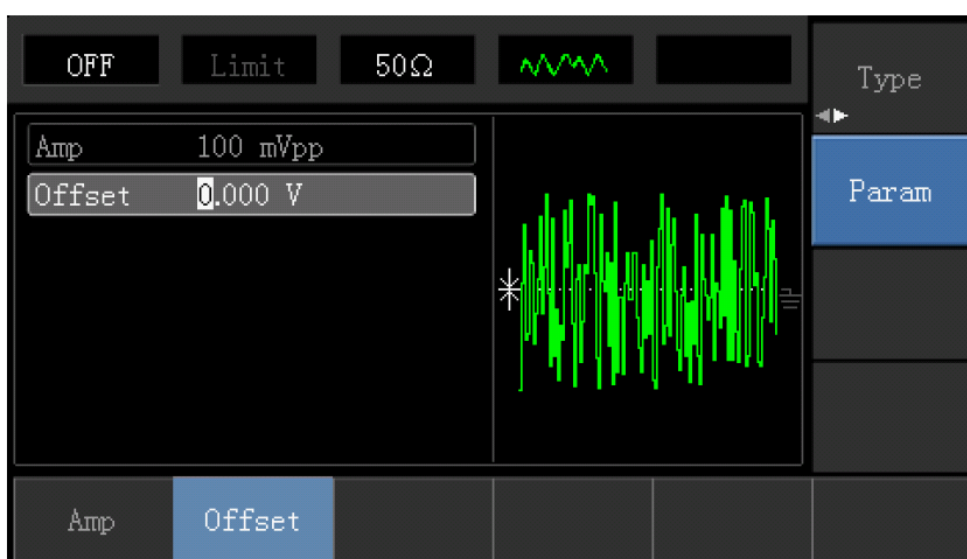 OFF Limit 50Ω
Type
Amp 100 mVpp
Offset 0.000 V
Param
Amp Offset